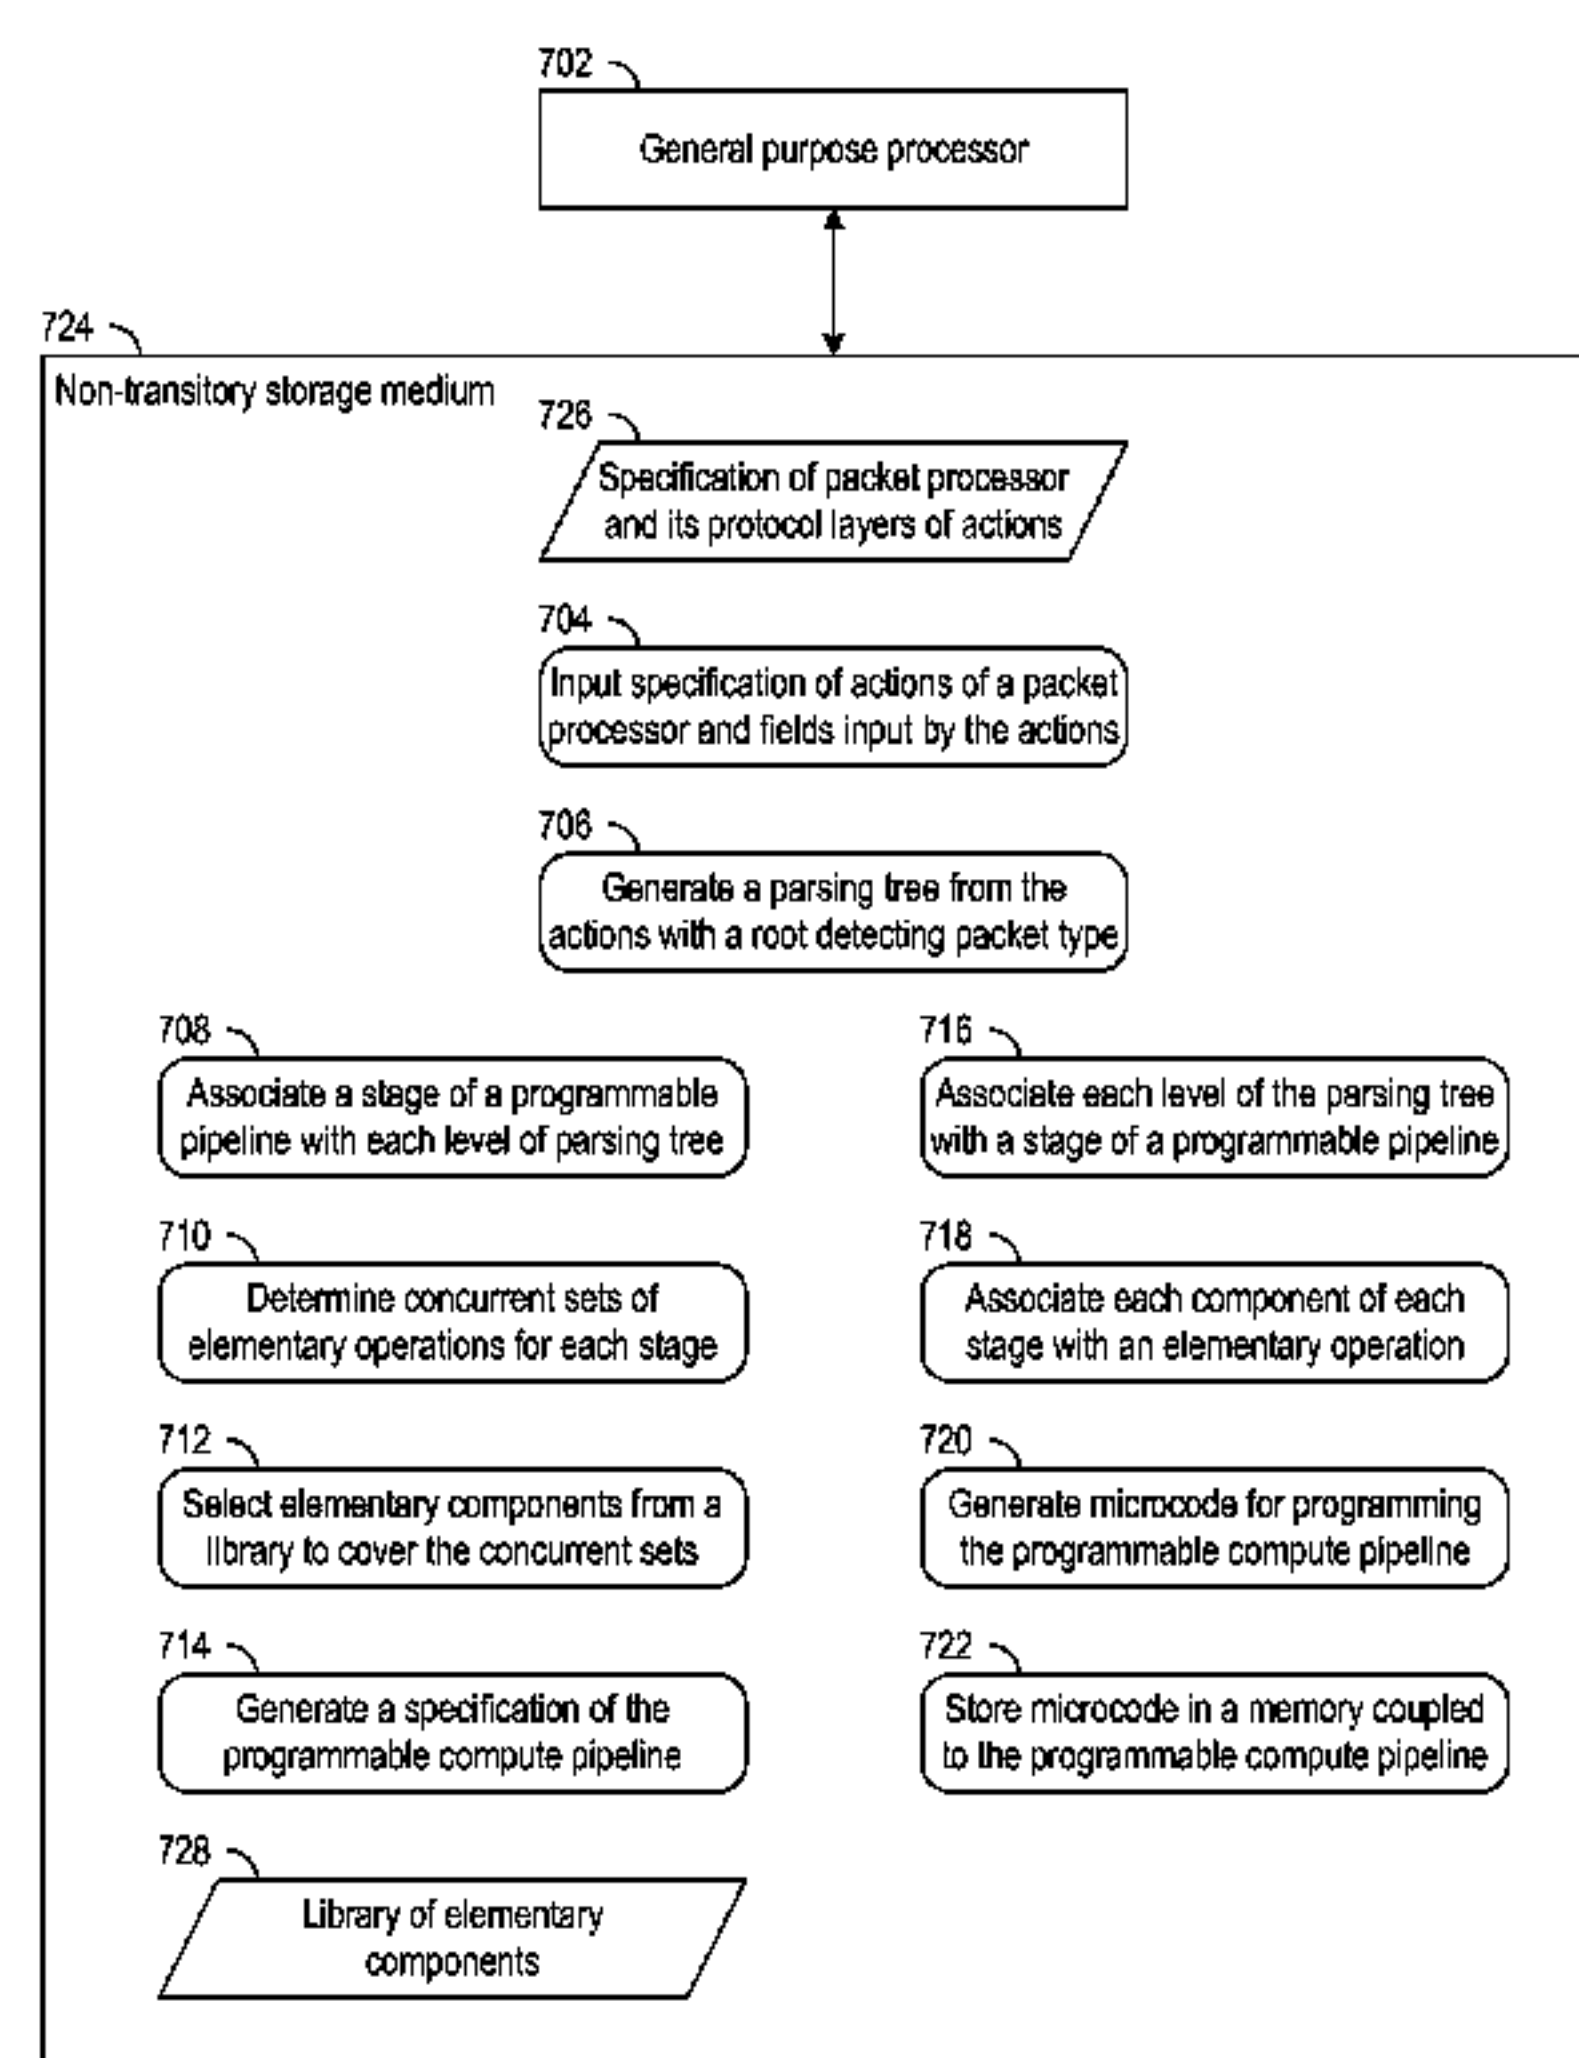 702
General purpose processor
724
Non-transitory storage medium
726
Specification of packet processor
and its protocol layers of actions
704
Input specification of actions of a packet
processor and fields input by the actions
706
Generate a parsing tree from the
actions with a root detecting packet type
708
Associate a stage of a programmable
pipeline with each level of parsing tree
710
Determine concurrent sets of
elementary operations for each stage
712
Select elementary components from a
library to cover the concurrent sets
714
Generate a specification of the
programmable compute pipeline
728
Library of elementary
components
716
Associate each level of the parsing tree
with a stage of a programmable pipeline
718
Associate each component of each
stage with an elementary operation
720
Generate microcode for programming
the programmable compute pipeline
722
Store microcode in a memory coupled
to the programmable compute pipeline